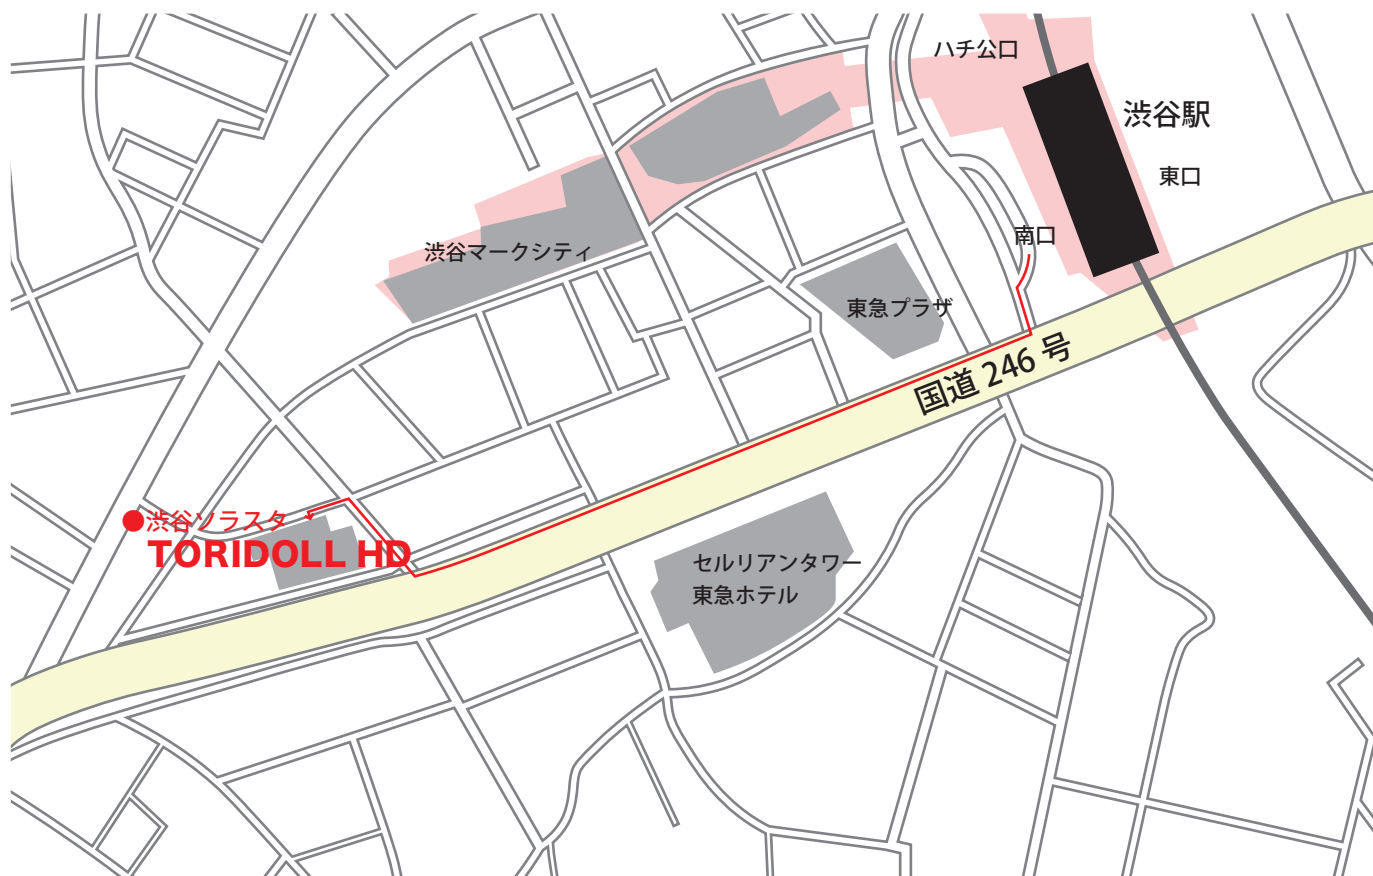 ハチ公口
渋谷駅
東口
南口
渋谷マークシティ
東急プラザ
国道 246 号
渋谷ソラスタ
TORIDOLL HD
セルリアンタワー
東急ホテル